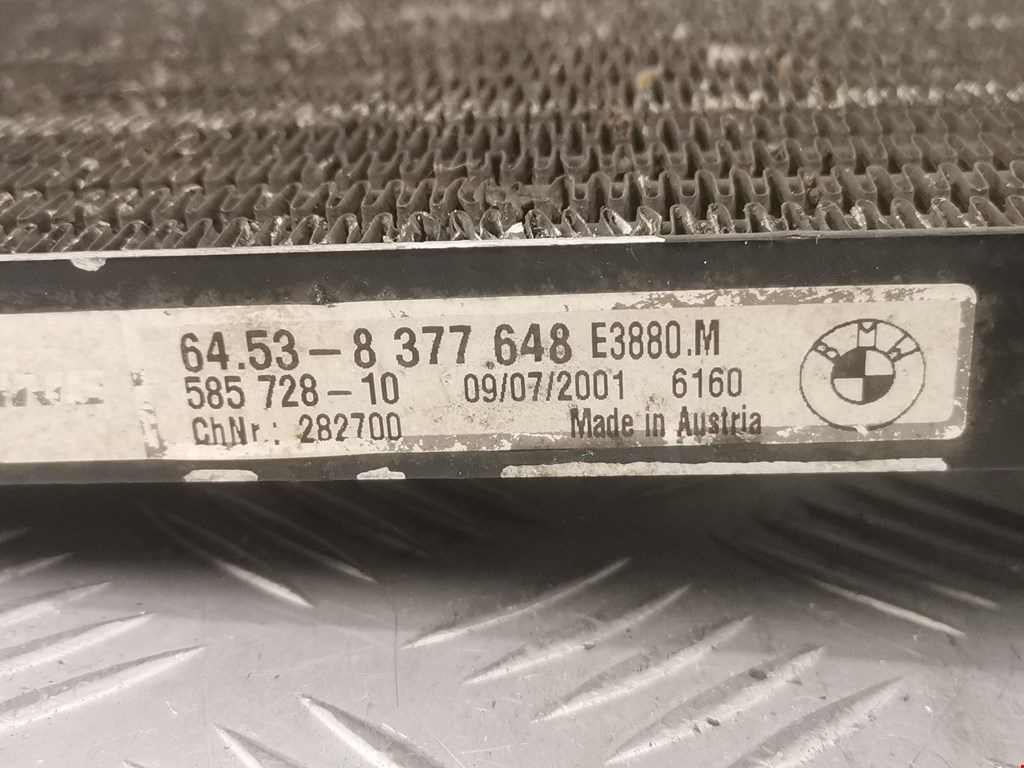 64.53-8 377 648 E3880.M
585 728-10 09/07/2001 6160
ChNr.: 282700 Made in Austria